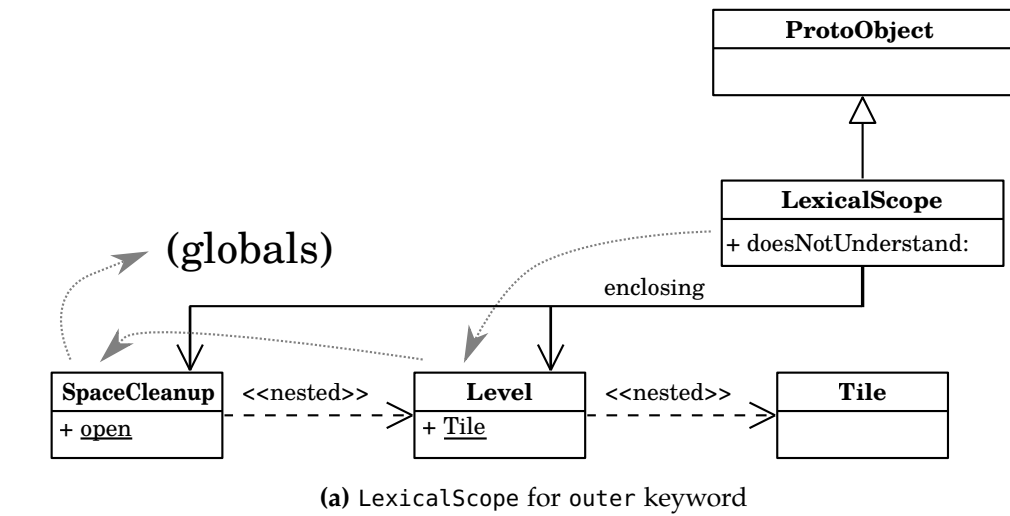 ProtoObject
LexicalScope
+ doesNotUnderstand:
(globals)
enclosing
SpaceCleanup
+ open
<<nested>>
Level
+ Tile
<<nested>>
Tile
(a) LexicalScope for outer keyword